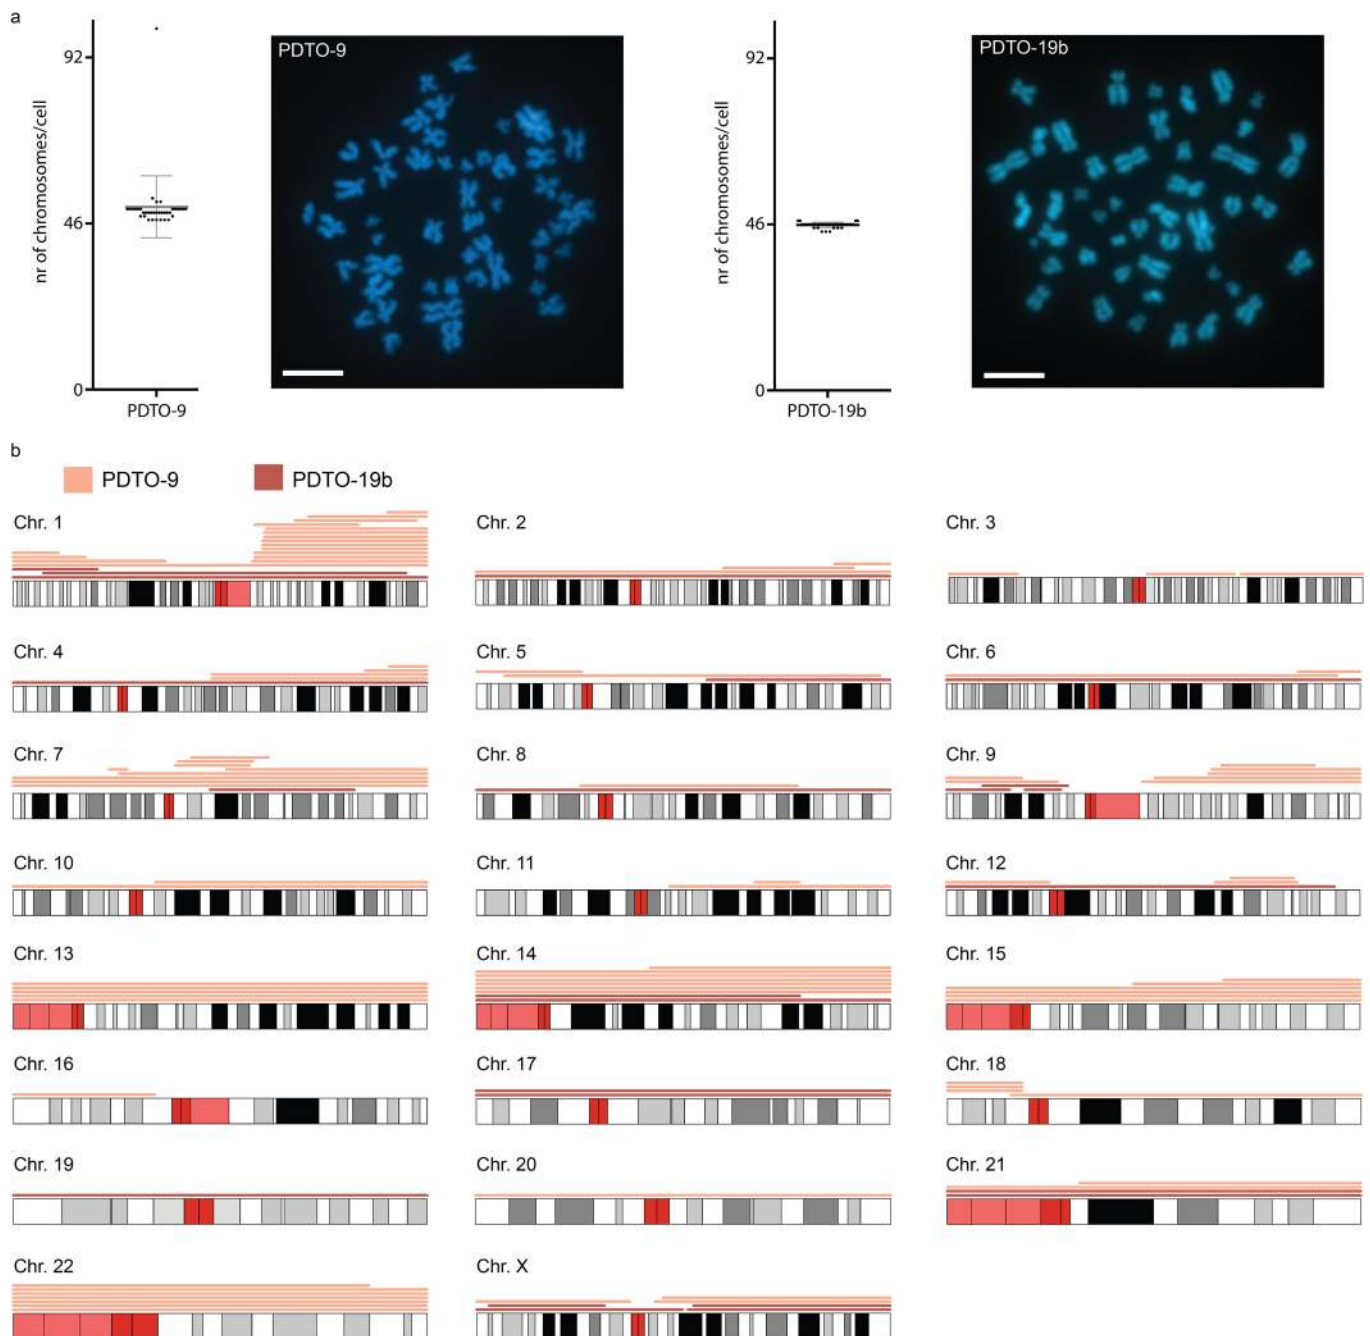 a
92
46
0
nr of chromosomes/cell
PDTO-9
PDTO-9
92
46
0
nr of chromosomes/cell
PDTO-19b
PDTO-19b
b
PDTO-9 PDTO-19b
Chr. 1 Chr. 2 Chr. 3
Chr. 4 Chr. 5 Chr. 6
Chr. 7 Chr. 8 Chr. 9
Chr. 10 Chr. 11 Chr. 12
Chr. 13 Chr. 14 Chr. 15
Chr. 16 Chr. 17 Chr. 18
Chr. 19 Chr. 20 Chr. 21
Chr. 22 Chr. X